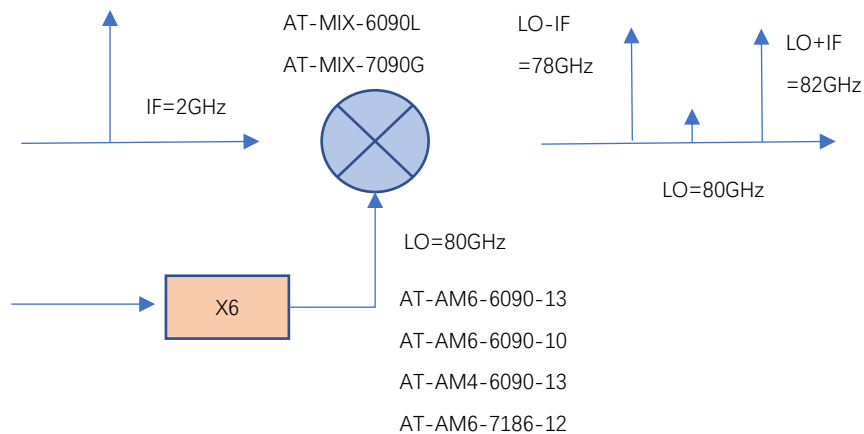 AT-MIX-6090L
AT-MIX-7090G
IF=2GHz
LO-IF
=78GHz
LO+IF
=82GHz
LO=80GHz
LO=80GHz
X6
AT-AM6-6090-13
AT-AM6-6090-10
AT-AM4-6090-13
AT-AM6-7186-12